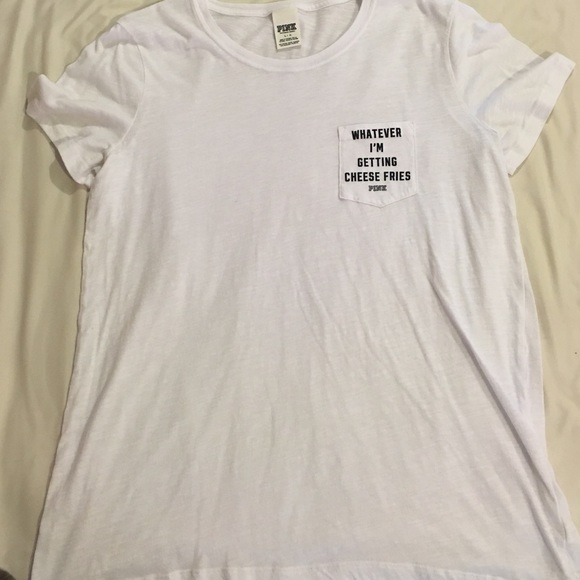 PINK
WHATEVER
I'M
GETTING
CHEESE FRIES
PINK